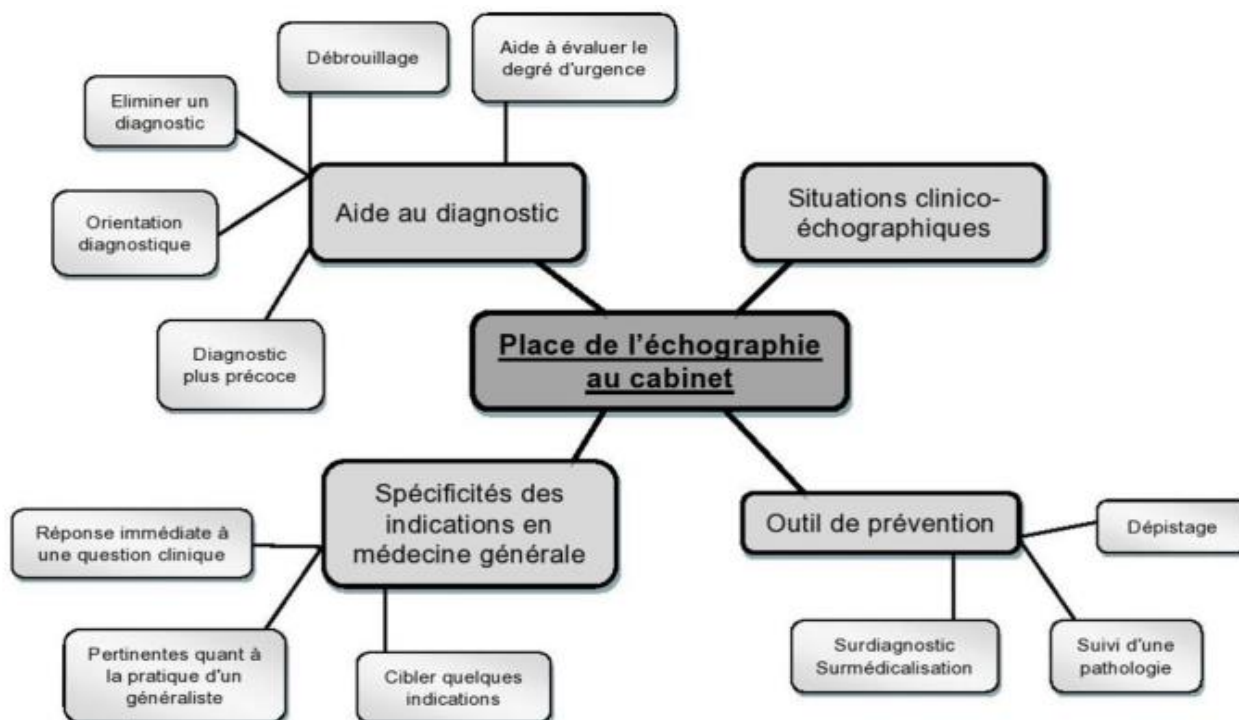 Débrouillage
Aide à évaluer le
degré d'urgence
Eliminer un
diagnostic
Orientation
diagnostique
Diagnostic
plus précoce
Aide au diagnostic
Situations clinico-
échographiques
Place de l'échographie
au cabinet
Spécificités des
indications en
médecine générale
Réponse immédiate à
une question clinique
Pertinentes quant à
la pratique d'un
généraliste
Cibler quelques
indications
Outil de prévention
Dépistage
Surdiagnostic
Surmédicalisation
Suivi d'une
pathologie